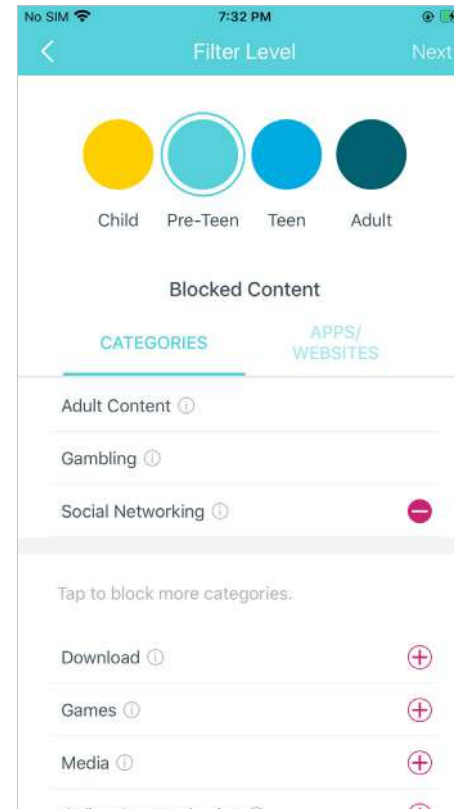 No SIM 7:32 PM
Filter Level Next
Child Pre-Teen Teen Adult
Blocked Content
CATEGORIES
APPS/
WEBSITES
Adult Content
Gambling
Social Networking
Tap to block more categories.
Download
Games
Media